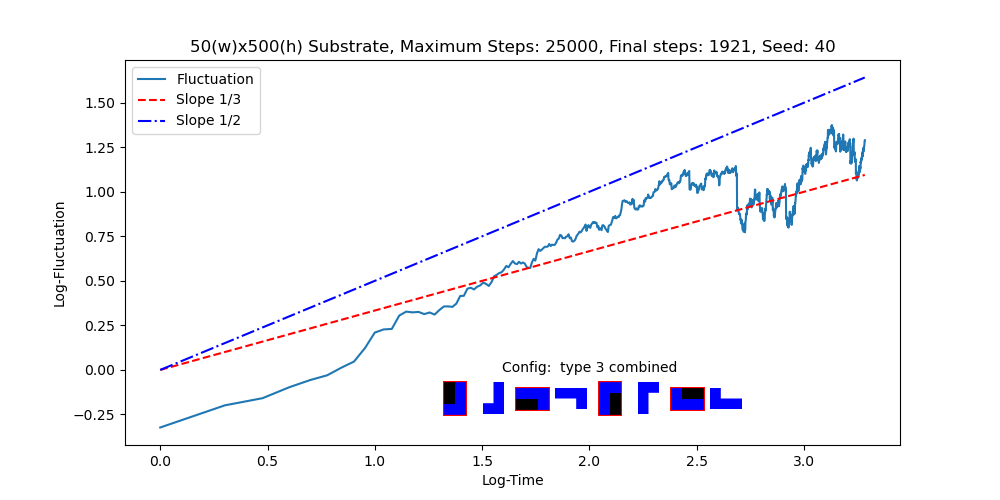 50(w)x500(h) Substrate, Maximum Steps: 25000, Final steps: 1921, Seed: 40
Fluctuation
Slope 1/3
Slope 1/2
1.50
1.25
1.00
0.75
0.50
0.25
0.00
−0.25
Log-Fluctuation
Config:  type 3 combined
0.0 0.5 1.0 1.5 2.0 2.5 3.0
Log-Time